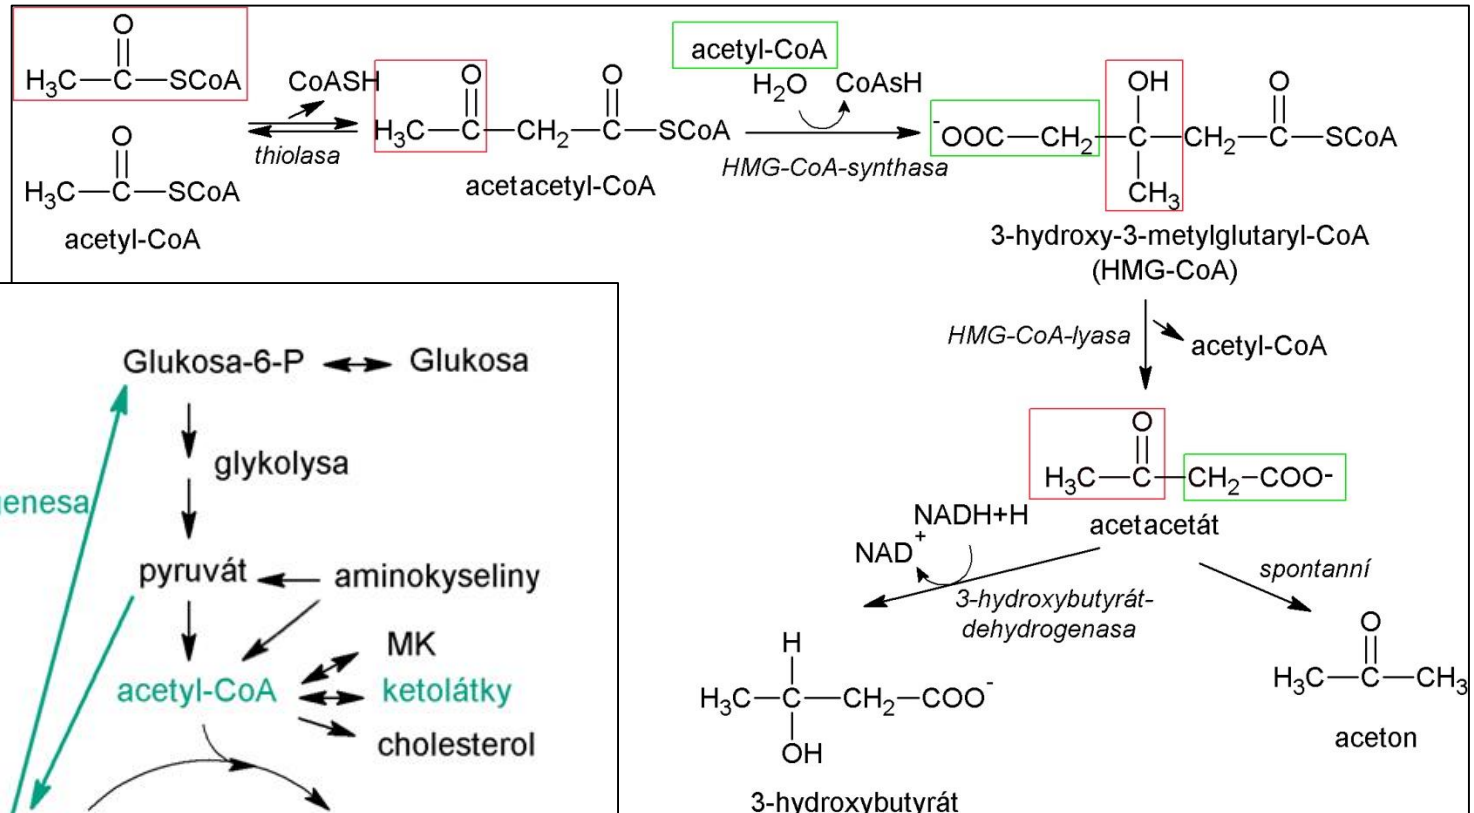 O
H₃C—C—SCoA
O
H₃C—C—SCoA
acetyl-CoA
CoASH
thiolasa
O O
H₃C—C—CH₂—C—SCoA
acetacetyl-CoA
acetyl-CoA
H₂O CoAsH
HMG-CoA-synthasa
OH O
⁻OOC—CH₂—C—CH₂—C—SCoA
CH₃
3-hydroxy-3-metylglutaryl-CoA
(HMG-CoA)
HMG-CoA-lyasa
acetyl-CoA
O
H₃C—C—CH₂–COO⁻
acetacetát
NADH+H
NAD⁺
3-hydroxybutyrát-
dehydrogenasa
spontanní
H
H₃C—C—CH₂—COO⁻
OH
3-hydroxybutyrát
O
H₃C—C—CH₃
aceton
Glukosa-6-P Glukosa
glykolysa
genesa
pyruvát aminokyseliny
MK
acetyl-CoA ketolátky
cholesterol